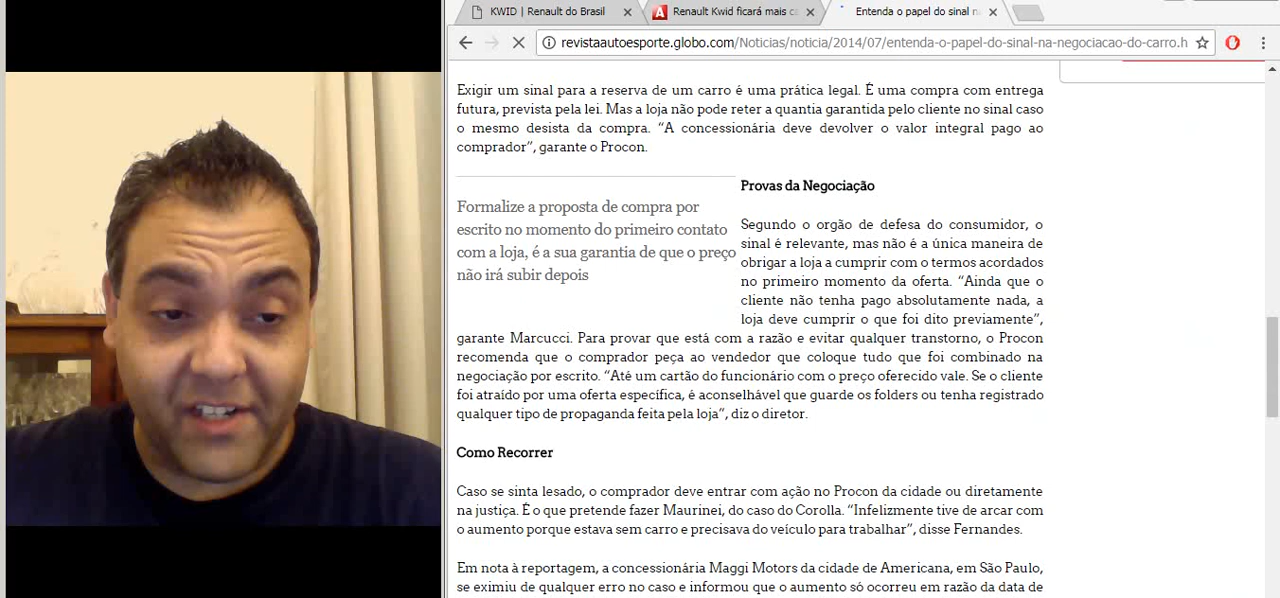 KWID | Renault do Brasil
Renault Kwid ficará mais c
Entenda o papel do sinal n
revistaautoesporte.globo.com/Noticias/noticia/2014/07/entenda-o-papel-do-sinal-na-negociacao-do-carro.h
Exigir um sinal para a reserva de um carro é uma prática legal. É uma compra com entrega
futura, prevista pela lei. Mas a loja não pode reter a quantia garantida pelo cliente no sinal caso
o mesmo desista da compra. “A concessionária deve devolver o valor integral pago ao
comprador”, garante o Procon.
Formalize a proposta de compra por
escrito no momento do primeiro contato
com a loja, é a sua garantia de que o preço
não irá subir depois
Provas da Negociação
Segundo o orgão de defesa do consumidor, o
sinal é relevante, mas não é a única maneira de
obrigar a loja a cumprir com o termos acordados
no primeiro momento da oferta. “Ainda que o
cliente não tenha pago absolutamente nada, a
loja deve cumprir o que foi dito previamente”,
garante Marcucci. Para provar que está com a razão e evitar qualquer transtorno, o Procon
recomenda que o comprador peça ao vendedor que coloque tudo que foi combinado na
negociação por escrito. “Até um cartão do funcionário com o preço oferecido vale. Se o cliente
foi atraído por uma oferta específica, é aconselhável que guarde os folders ou tenha registrado
qualquer tipo de propaganda feita pela loja”, diz o diretor.
Como Recorrer
Caso se sinta lesado, o comprador deve entrar com ação no Procon da cidade ou diretamente
na justiça. É o que pretende fazer Maurinei, do caso do Corolla. “Infelizmente tive de arcar com
o aumento porque estava sem carro e precisava do veículo para trabalhar”, disse Fernandes.
Em nota à reportagem, a concessionária Maggi Motors da cidade de Americana, em São Paulo,
se eximiu de qualquer erro no caso e informou que o aumento só ocorreu em razão da data de